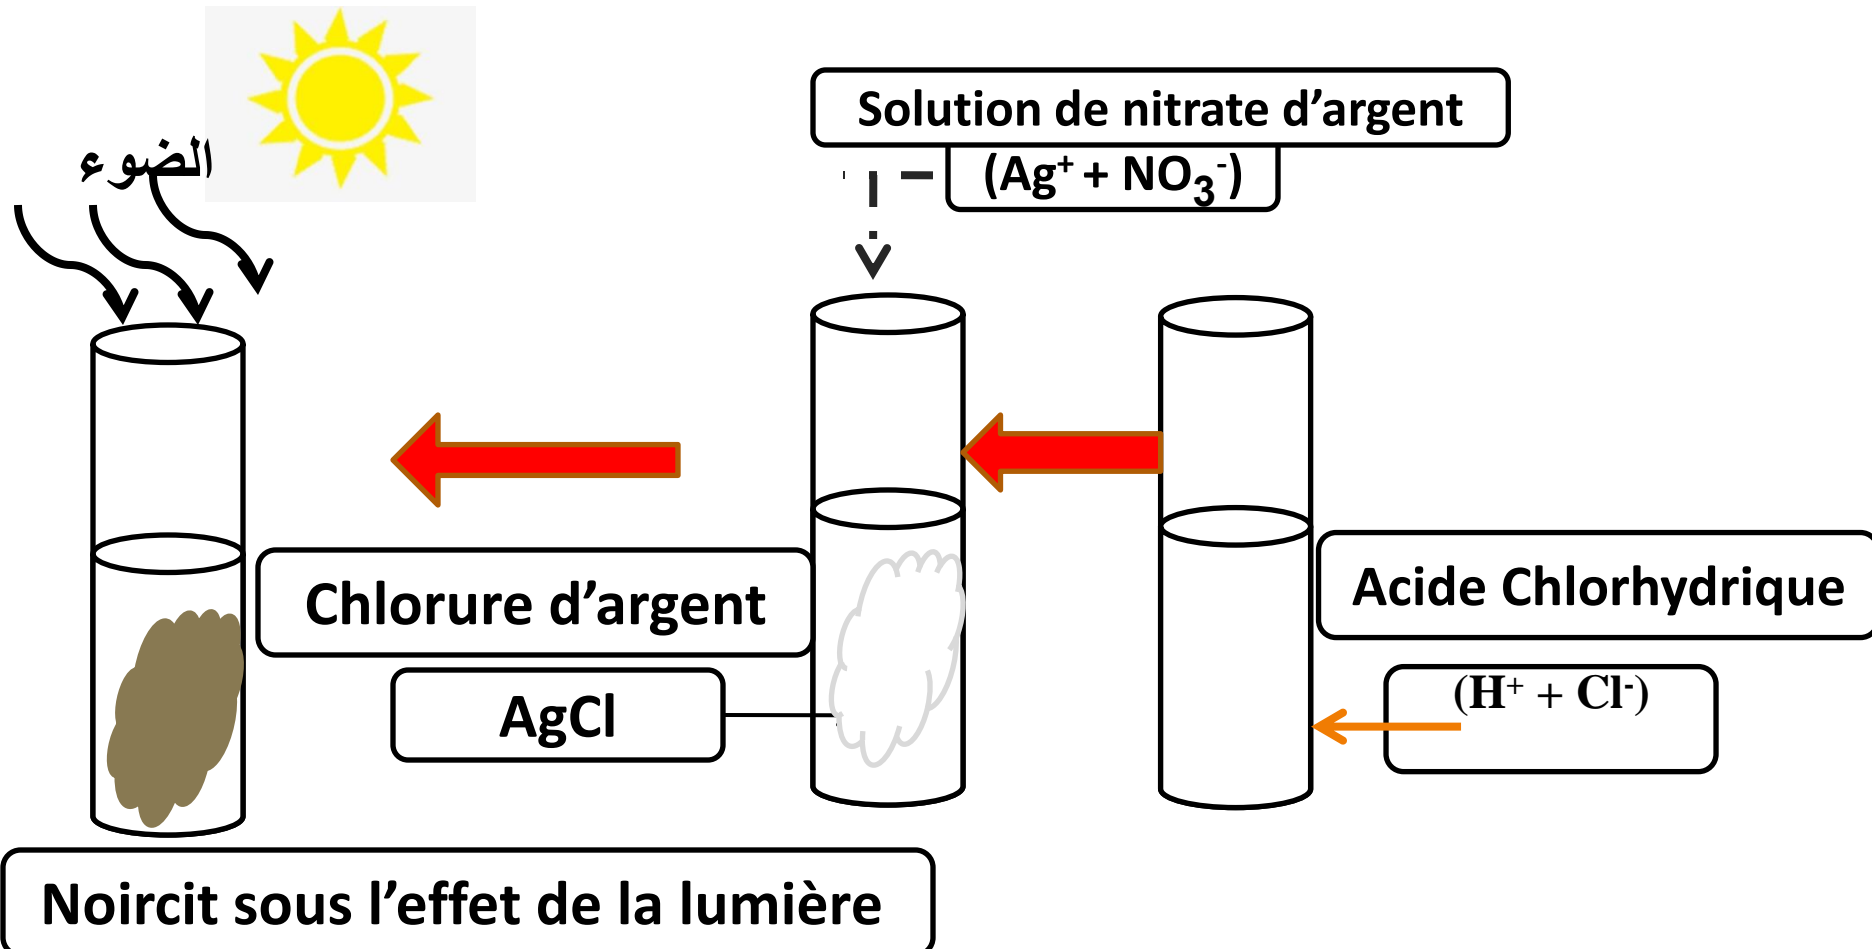 Solution de nitrate d’argent
(Ag⁺ + NO₃⁻)
الضوء
Chlorure d’argent
AgCl
Acide Chlorhydrique
(H⁺ + Cl⁻)
Noircit sous l’effet de la lumière